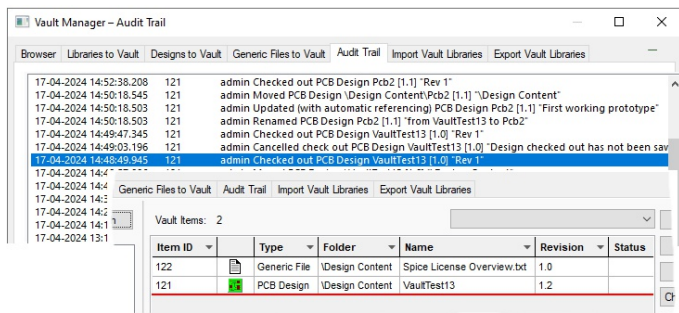 Vault Manager – Audit Trail
Browser Libraries to Vault Designs to Vault Generic Files to Vault Audit Trail Import Vault Libraries Export Vault Libraries
17-04-2024 14:52:38.208 121 admin Checked out PCB Design Pcb2 [1.1] "Rev 1"
17-04-2024 14:50:18.545 121 admin Moved PCB Design \Design Content\Pcb2 [1.1] "\Design Content"
17-04-2024 14:50:18.503 121 admin Updated (with automatic referencing) PCB Design Pcb2 [1.1] "First working prototype"
17-04-2024 14:50:18.503 121 admin Renamed PCB Design Pcb2 [1.1] "from VaultTest13 to Pcb2"
17-04-2024 14:49:47.345 121 admin Checked out PCB Design VaultTest13 [1.0] "Rev 1"
17-04-2024 14:49:03.196 121 admin Cancelled check out PCB Design VaultTest13 [1.0] "Design checked out has not been sav
17-04-2024 14:48:49.945 121 admin Checked out PCB Design VaultTest13 [1.0] "Rev 1"
17-04-2024 14:4
17-04-2024 14:4
17-04-2024 14:3
17-04-2024 14:2
17-04-2024 14:1
17-04-2024 13:1
Generic Files to Vault Audit Trail Import Vault Libraries Export Vault Libraries
Vault Items: 2
Item ID Type Folder Name Revision Status
122 Generic File \Design Content Spice License Overview.txt 1.0
121 PCB Design \Design Content VaultTest13 1.2
Ch